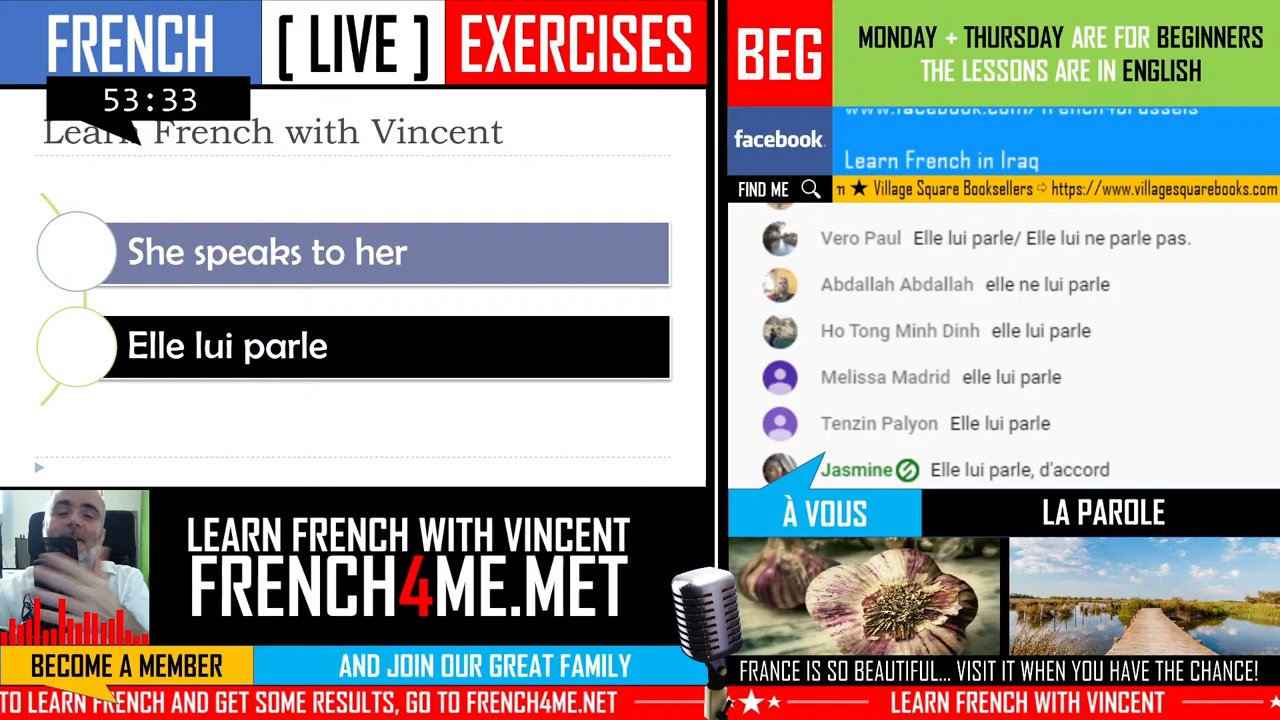 FRENCH
[ LIVE ]
EXERCISES
53:33
Learn French with Vincent
She speaks to her
Elle lui parle
LEARN FRENCH WITH VINCENT
FRENCH4ME.MET
BECOME A MEMBER
AND JOIN OUR GREAT FAMILY
TO LEARN FRENCH AND GET SOME RESULTS, GO TO FRENCH4ME.NET
BEG
MONDAY + THURSDAY ARE FOR BEGINNERS
THE LESSONS ARE IN ENGLISH
facebook.
www.facebook.com/french4brussels
Learn French in Iraq
FIND ME
m ★ Village Square Booksellers ⇨ https://www.villagesquarebooks.com
Vero Paul Elle lui parle/ Elle lui ne parle pas.
Abdallah Abdallah elle ne lui parle
Ho Tong Minh Dinh elle lui parle
Melissa Madrid elle lui parle
Tenzin Palyon Elle lui parle
Jasmine Elle lui parle, d'accord
À VOUS
LA PAROLE
FRANCE IS SO BEAUTIFUL... VISIT IT WHEN YOU HAVE THE CHANCE!
LEARN FRENCH WITH VINCENT